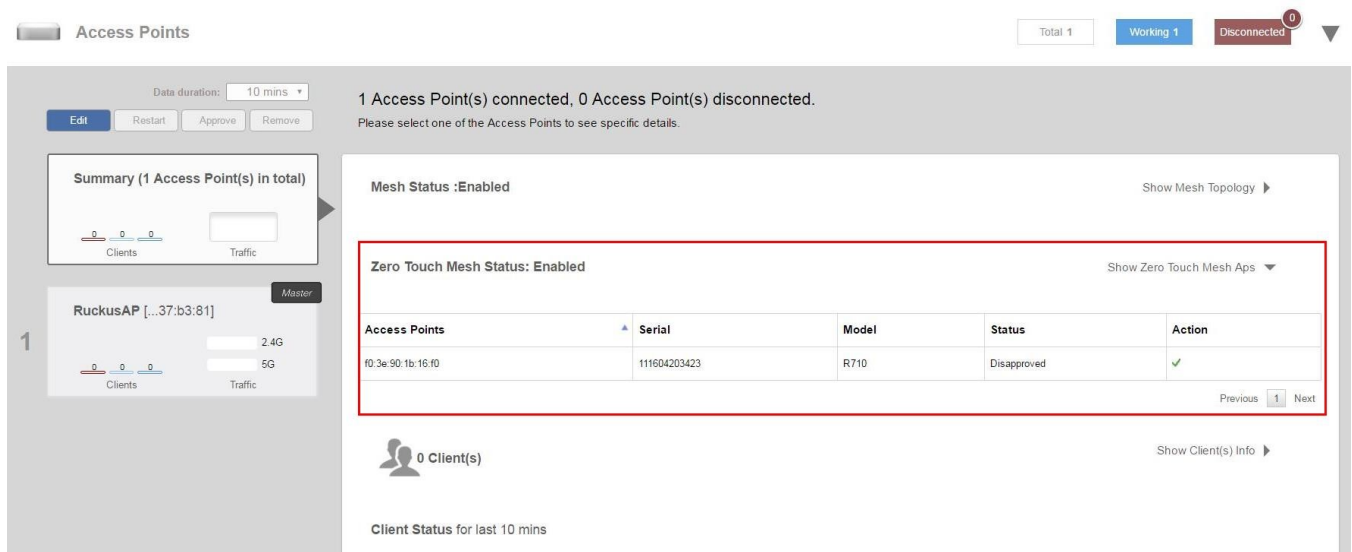 Access Points
Total 1
Working 1
Disconnected
0
Data duration: 10 mins
Edit Restart Approve Remove
1 Access Point(s) connected, 0 Access Point(s) disconnected.
Please select one of the Access Points to see specific details.
Summary (1 Access Point(s) in total)
0 0 0
Clients Traffic
1
Master
RuckusAP [...37:b3:81]
2.4G
0 0 0 5G
Clients Traffic
Mesh Status :Enabled Show Mesh Topology
Zero Touch Mesh Status: Enabled Show Zero Touch Mesh Aps
Access Points Serial Model Status Action
f0:3e:90:1b:16:f0 111604203423 R710 Disapproved
Previous 1 Next
0 Client(s) Show Client(s) Info
Client Status for last 10 mins